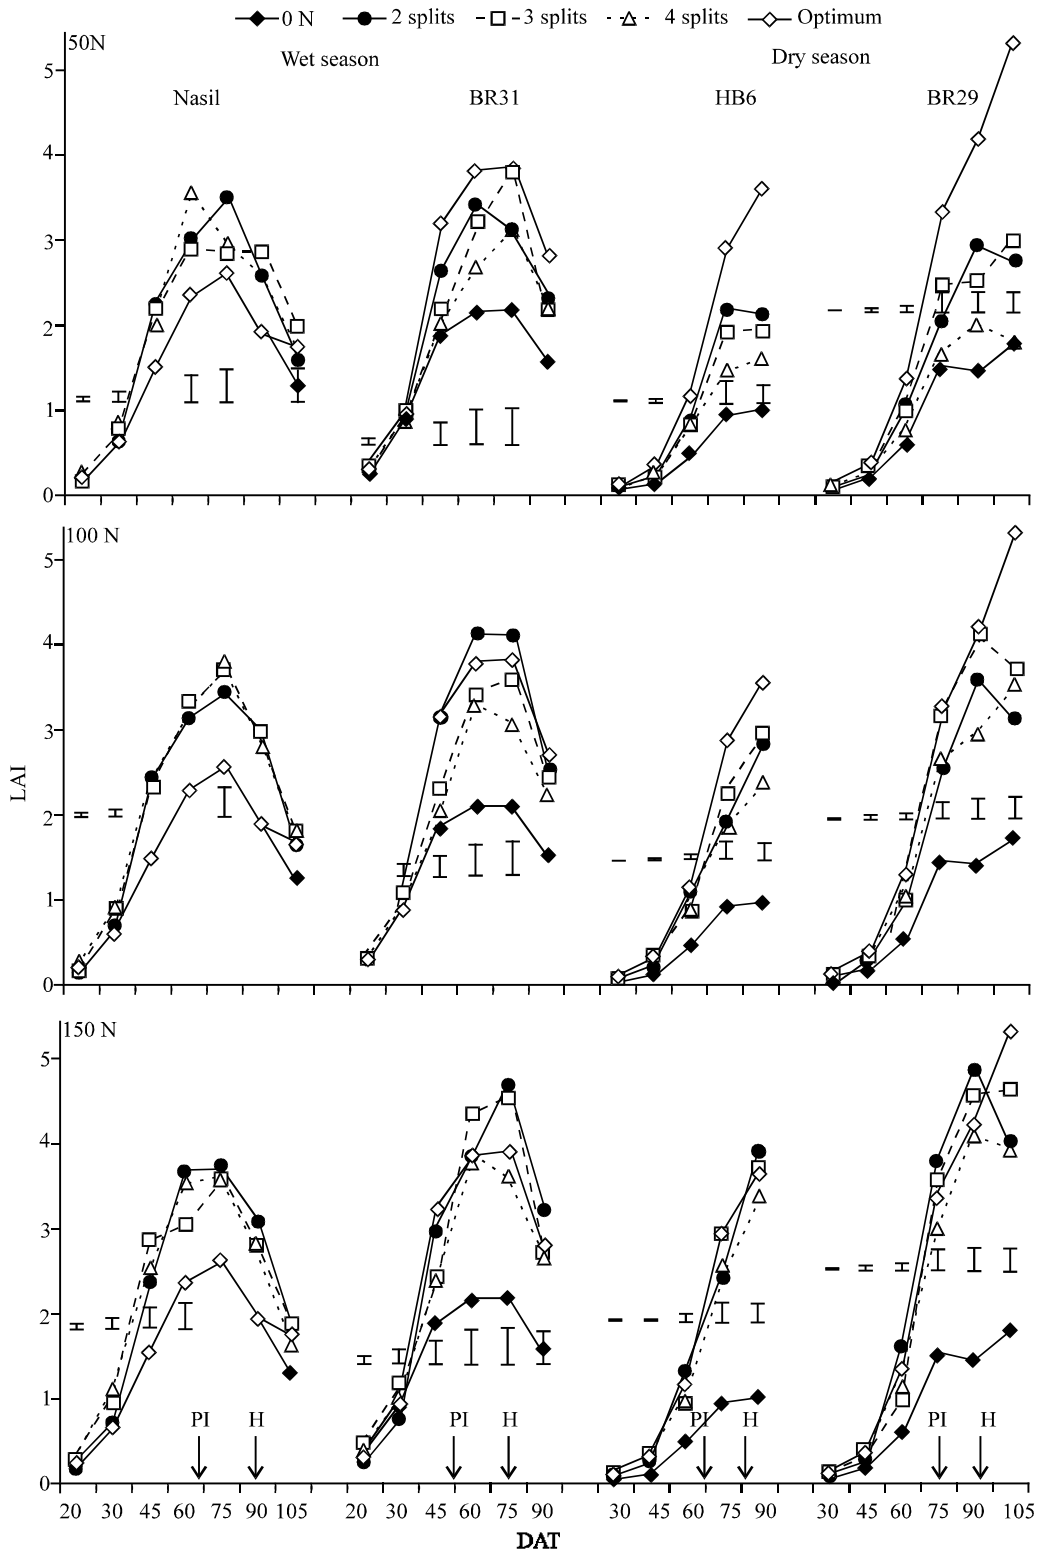 0 N 2 splits 3 splits 4 splits Optimum
50N
Wet season Dry season
Nasil BR31 HB6 BR29
5
4
3
2
1
0
100 N
5
4
3
2
1
0
LAI
150 N
5
4
3
2
1
0
PI H PI H PI H PI H
20 30 45 60 75 90 105 20 30 45 60 75 90 30 45 60 75 90 30 45 60 75 90 105
DAT